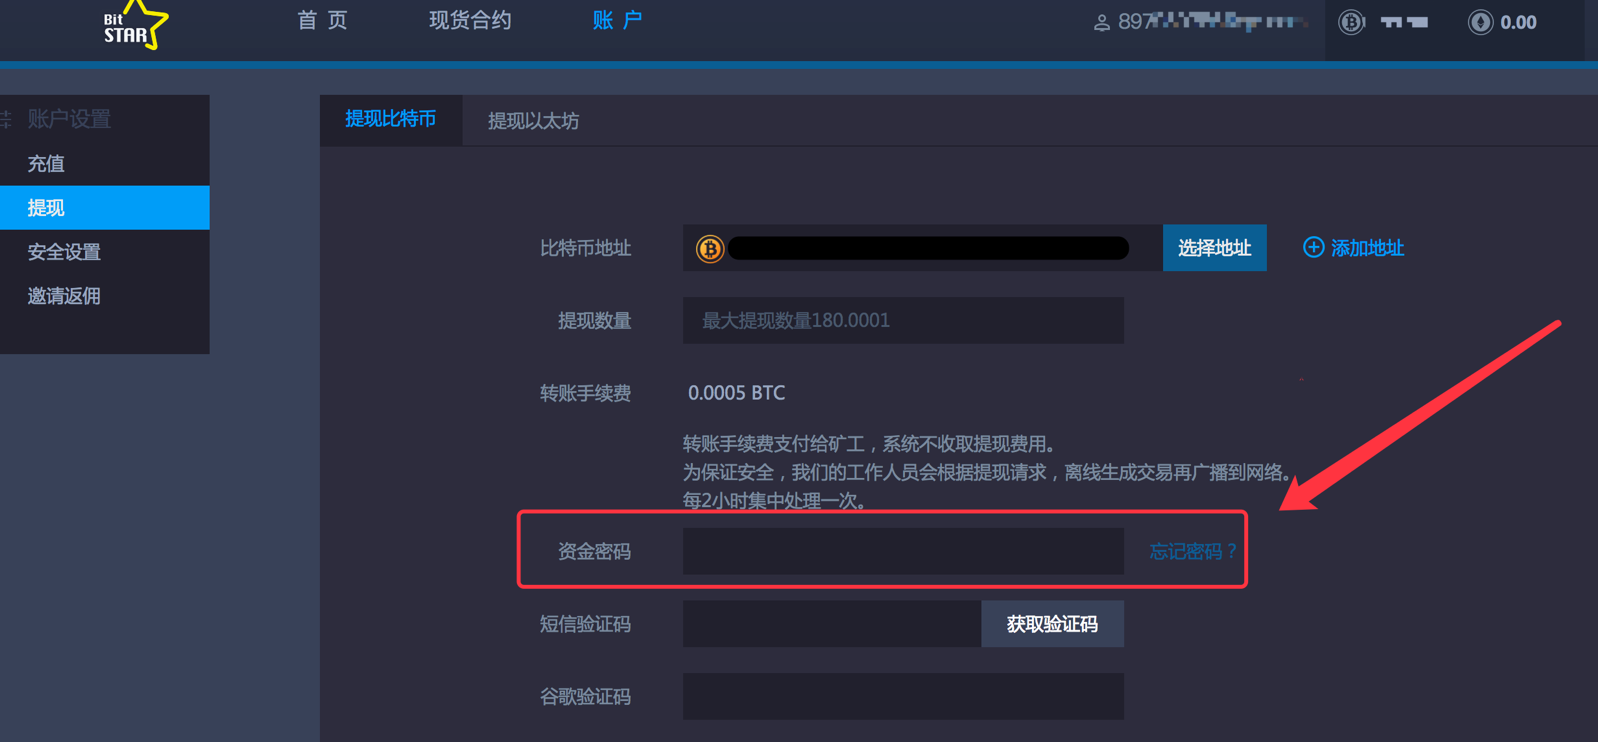 Bit
STAR
首 页
现货合约
账 户
897
0.00
账户设置
充值
提现
安全设置
邀请返佣
提现比特币
提现以太坊
比特币地址
选择地址
添加地址
提现数量
最大提现数量180.0001
转账手续费
0.0005 BTC
转账手续费支付给矿工，系统不收取提现费用。
为保证安全，我们的工作人员会根据提现请求，离线生成交易再广播到网络。
每2小时集中处理一次。
资金密码
忘记密码？
短信验证码
获取验证码
谷歌验证码